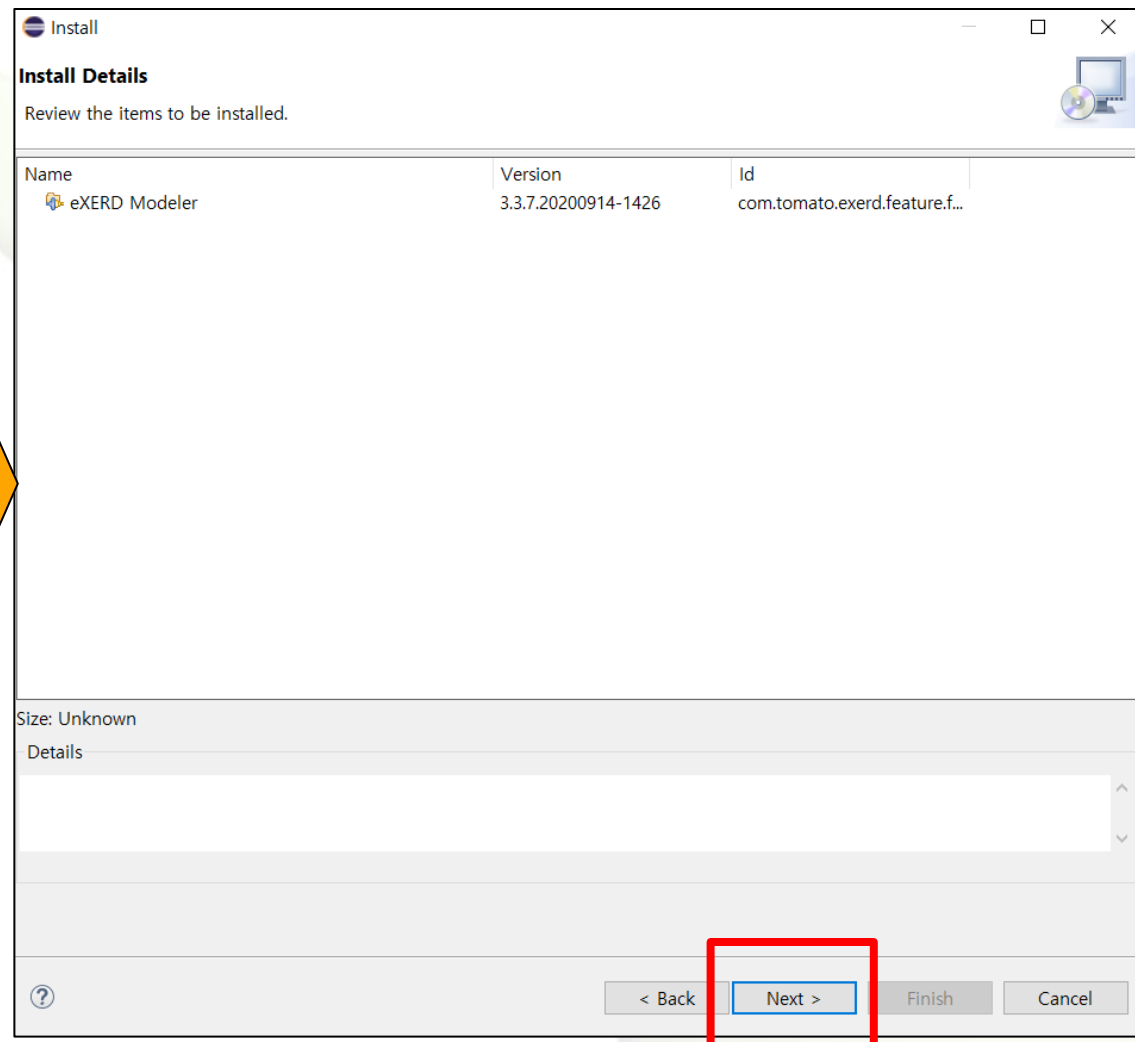 Install
Install Details
Review the items to be installed.
Name Version Id
eXERD Modeler 3.3.7.20200914-1426 com.tomato.exerd.feature.f...
Size: Unknown
Details
?
< Back Next > Finish Cancel